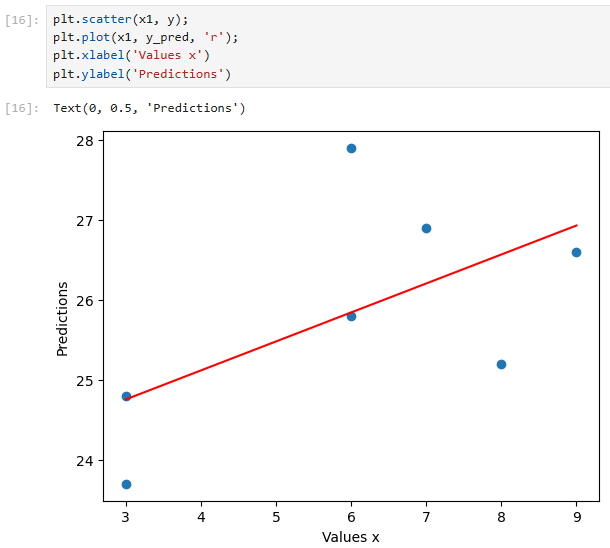 [16]: plt.scatter(x1, y);
plt.plot(x1, y_pred, 'r');
plt.xlabel('Values x')
plt.ylabel('Predictions')
[16]: Text(0, 0.5, 'Predictions')
28
27
26
25
24
Predictions
3 4 5 6 7 8 9
Values x